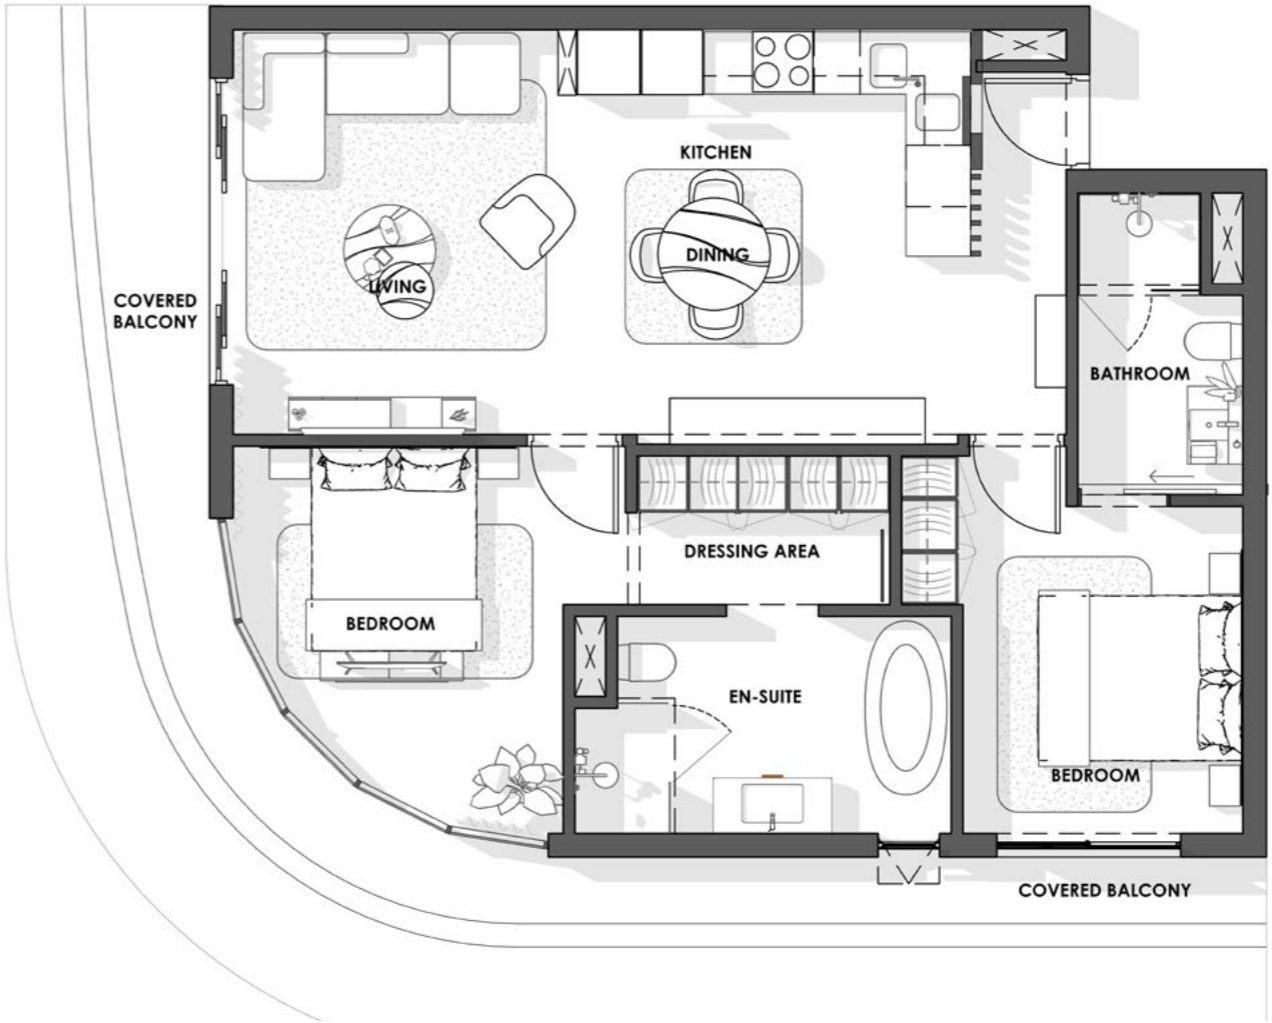 KITCHEN
DINING
LIVING
COVERED
BALCONY
BATHROOM
DRESSING AREA
BEDROOM
EN-SUITE
BEDROOM
COVERED BALCONY